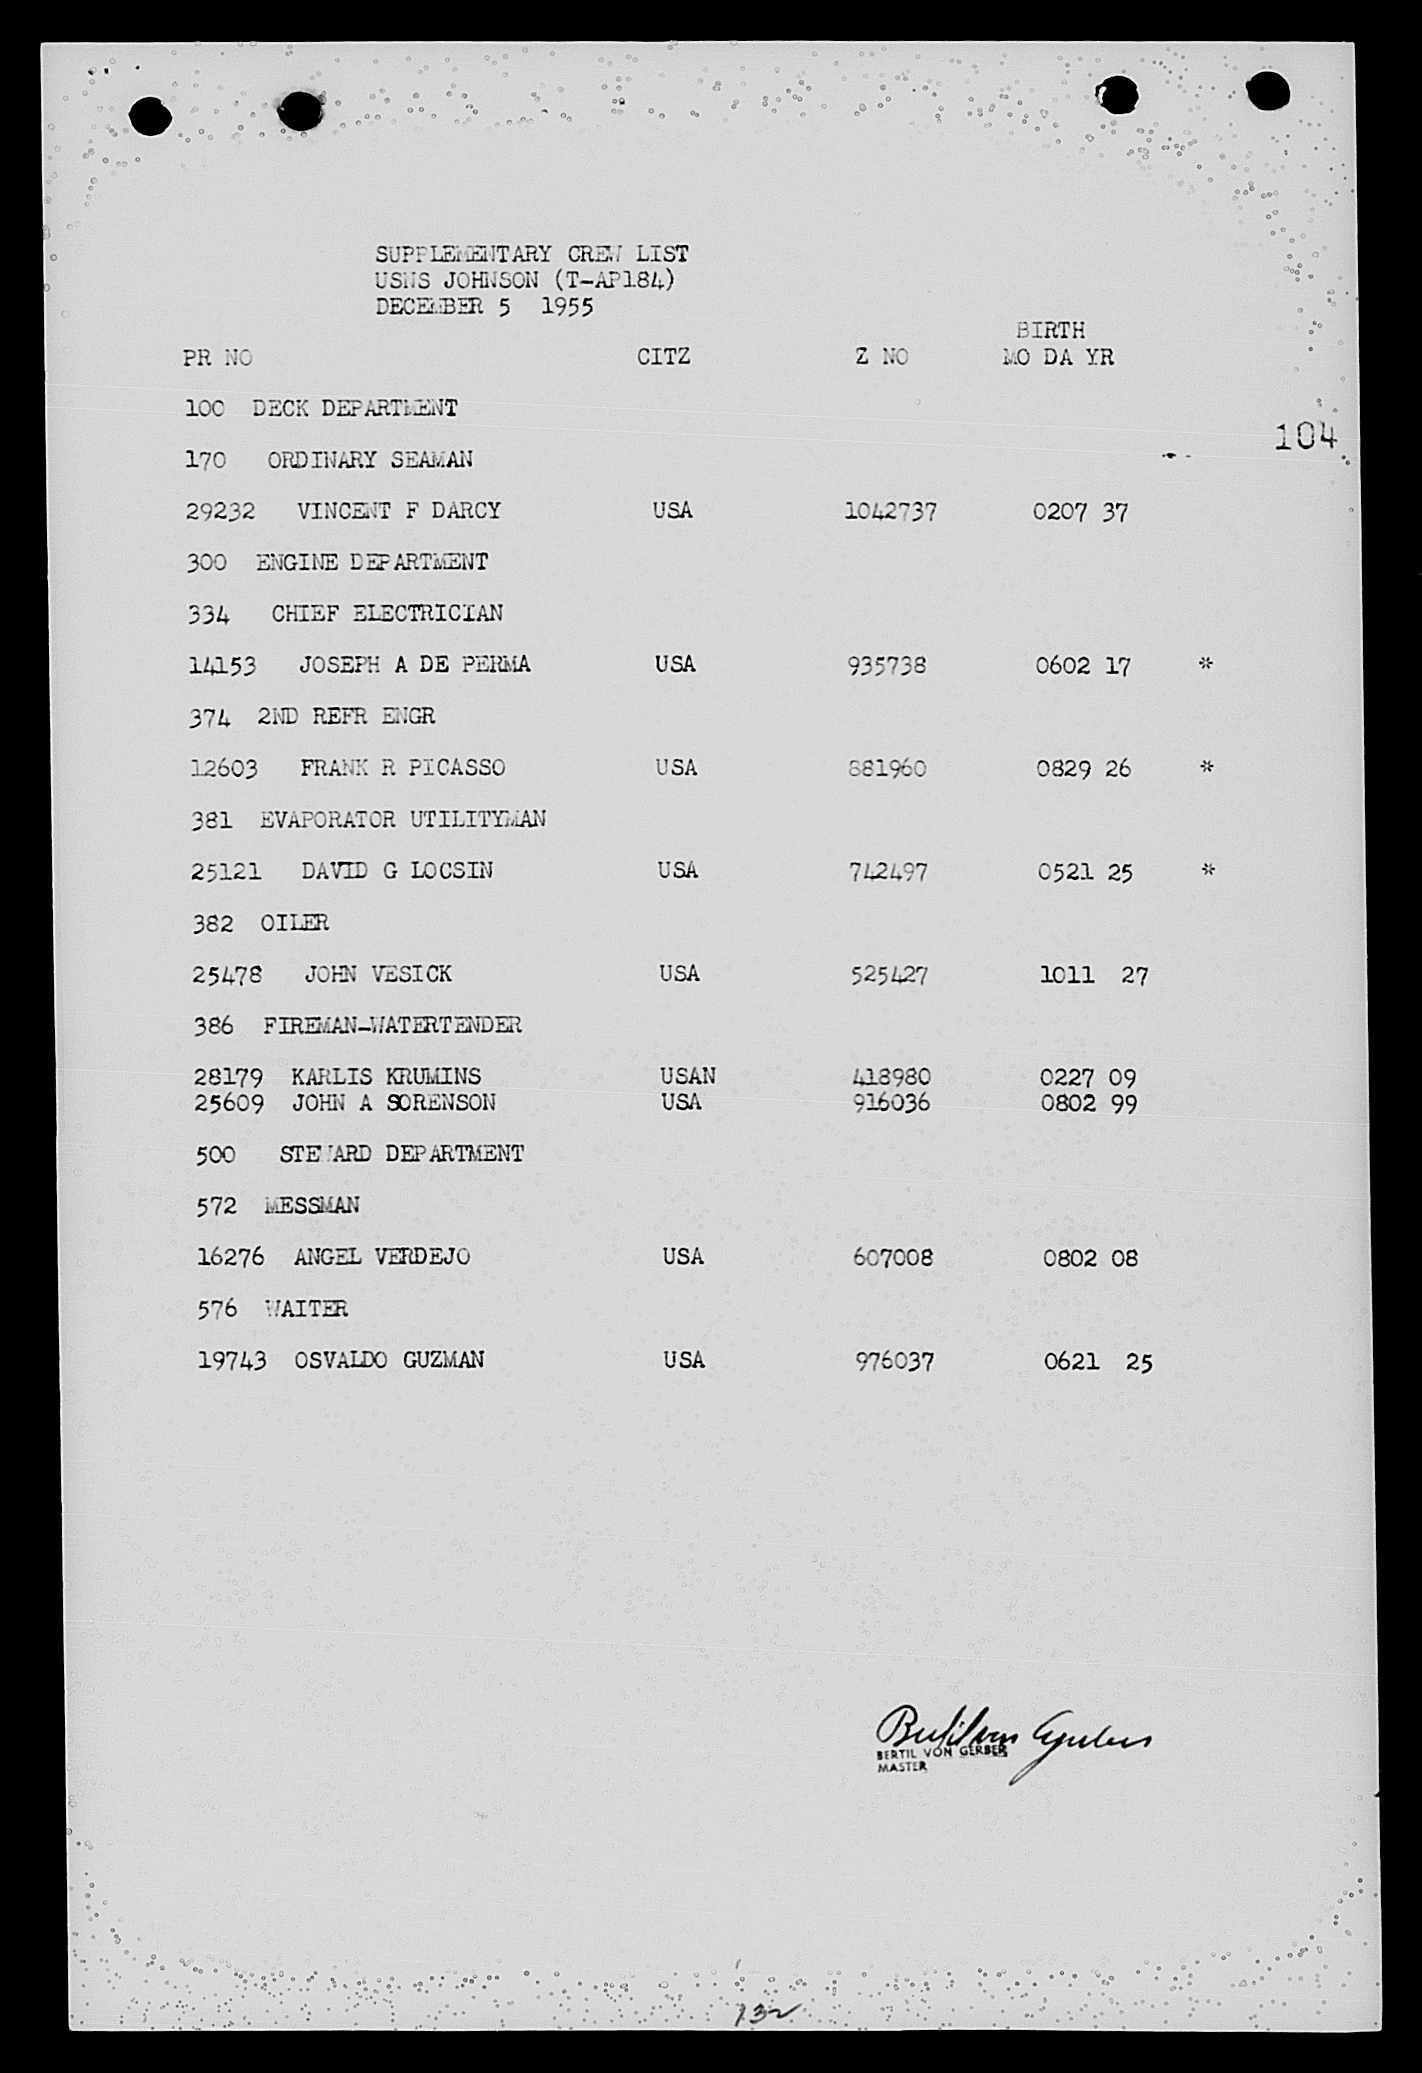 SUPPLEMENTARY CREW LIST
USNS JOHNSON (T-AP184)
DECEMBER 5 1955
BIRTH
PR NO CITZ Z NO MO DA YR
100 DECK DEPARTMENT
104
170 ORDINARY SEAMAN
29232 VINCENT F DARCY USA 1042737 0207 37
300 ENGINE DEPARTMENT
334 CHIEF ELECTRICIAN
14153 JOSEPH A DE PERMA USA 935738 0602 17 *
374 2ND REFR ENGR
12603 FRANK R PICASSO USA 881960 0829 26 *
381 EVAPORATOR UTILITYMAN
25121 DAVID G LOCSIN USA 742497 0521 25 *
382 OILER
25478 JOHN VESICK USA 525427 1011 27
386 FIREMAN-WATERTENDER
28179 KARLIS KRUMINS USAN 418980 0227 09
25609 JOHN A SORENSON USA 916036 0802 99
500 STEWARD DEPARTMENT
572 MESSMAN
16276 ANGEL VERDEJO USA 607008 0802 08
576 WAITER
19743 OSVALDO GUZMAN USA 976037 0621 25
Bertil von Gerber
BERTIL VON GERBER
MASTER
132